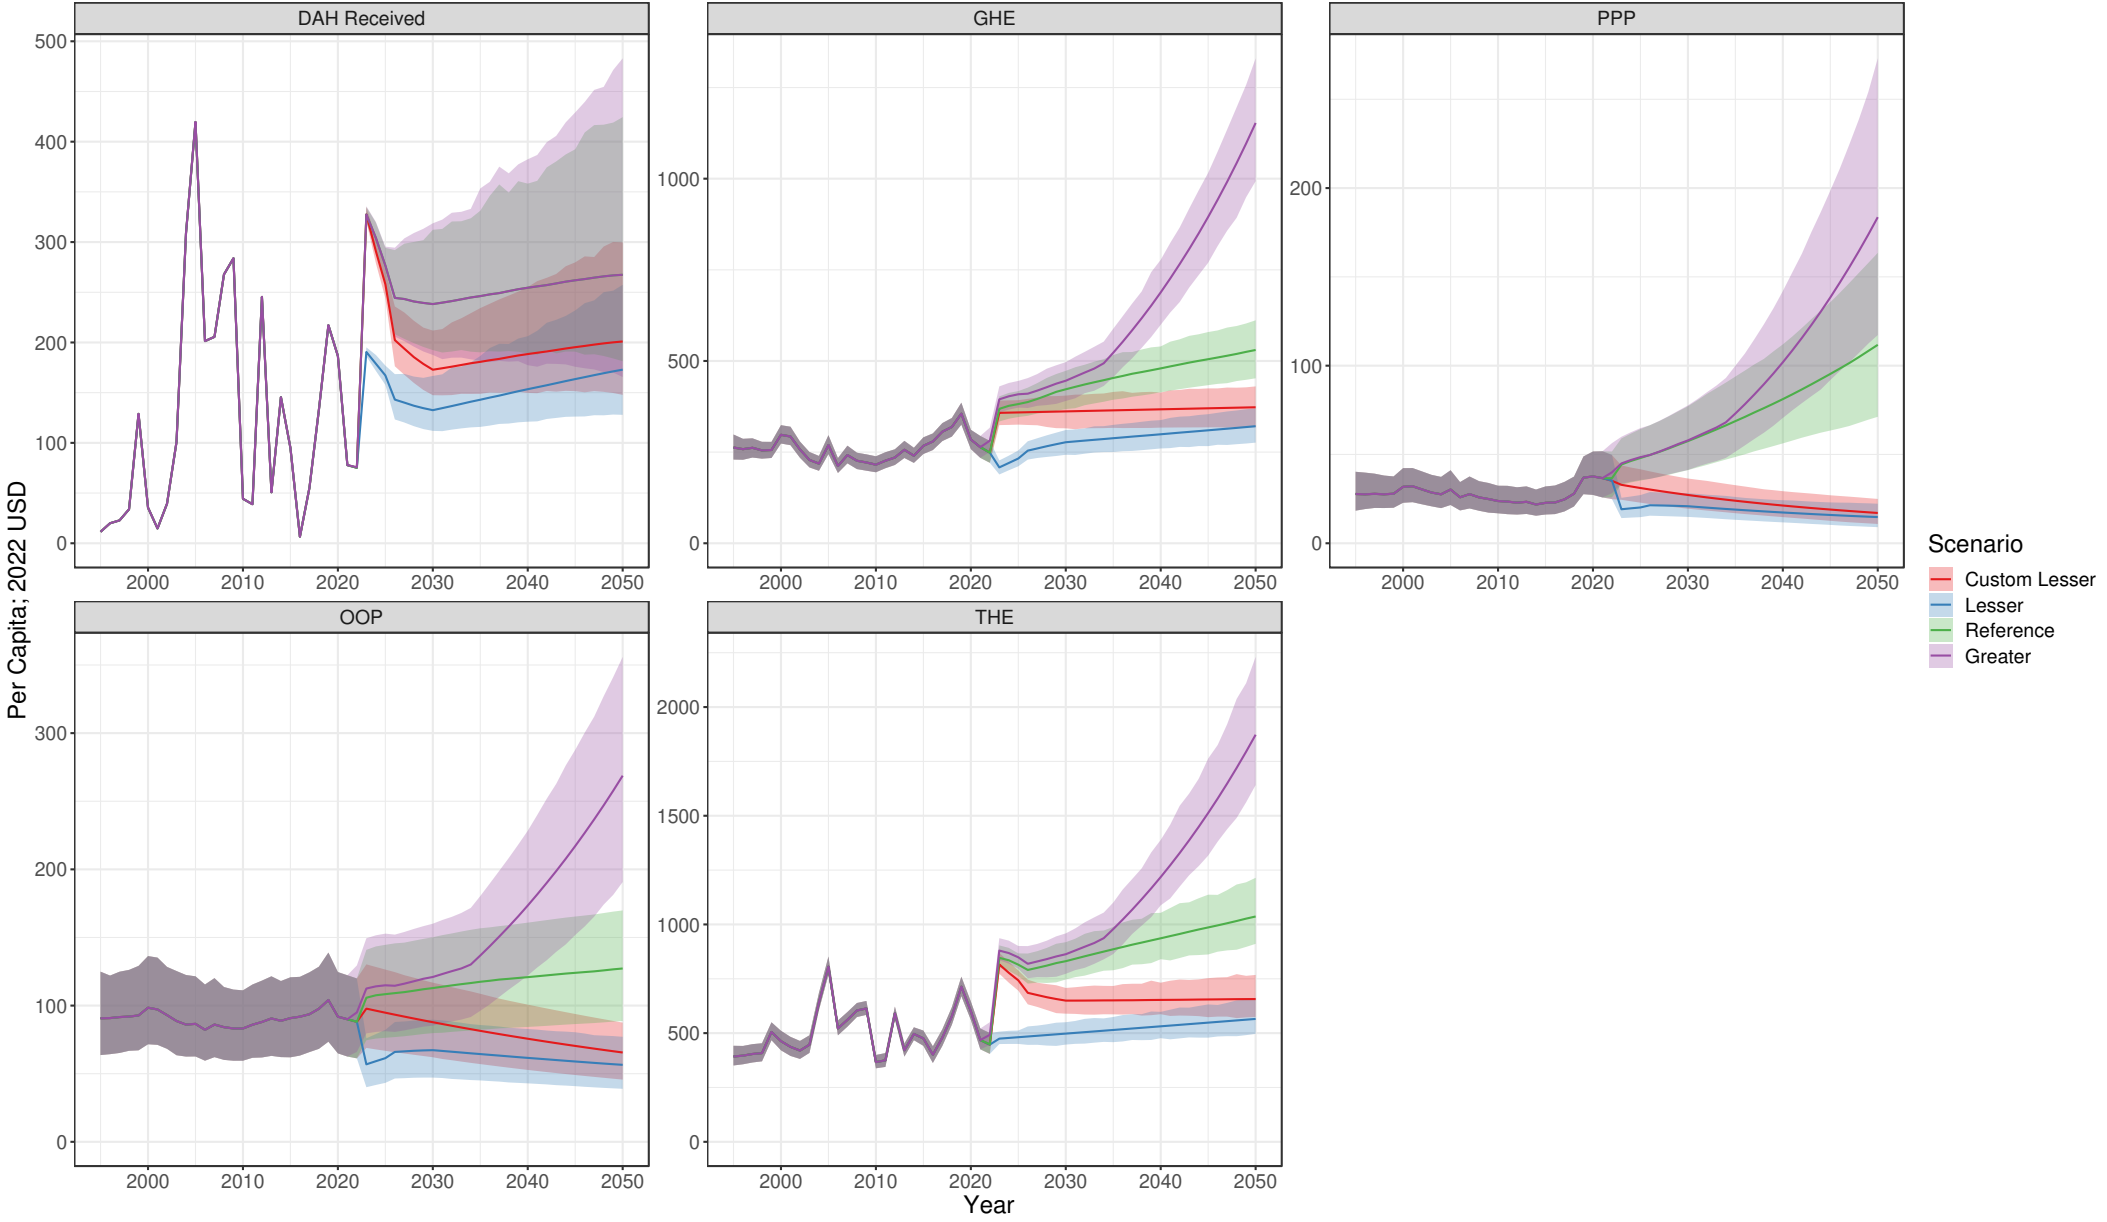 DAH Received
GHE
PPP
500
400
300
200
100
0
1000
500
0
200
100
0
2000 2010 2020 2030 2040 2050
2000 2010 2020 2030 2040 2050
2000 2010 2020 2030 2040 2050
OOP
THE
300
200
100
0
2000
1500
1000
500
0
2000 2010 2020 2030 2040 2050
2000 2010 2020 2030 2040 2050
Per Capita; 2022 USD
Year
Scenario
Custom Lesser
Lesser
Reference
Greater